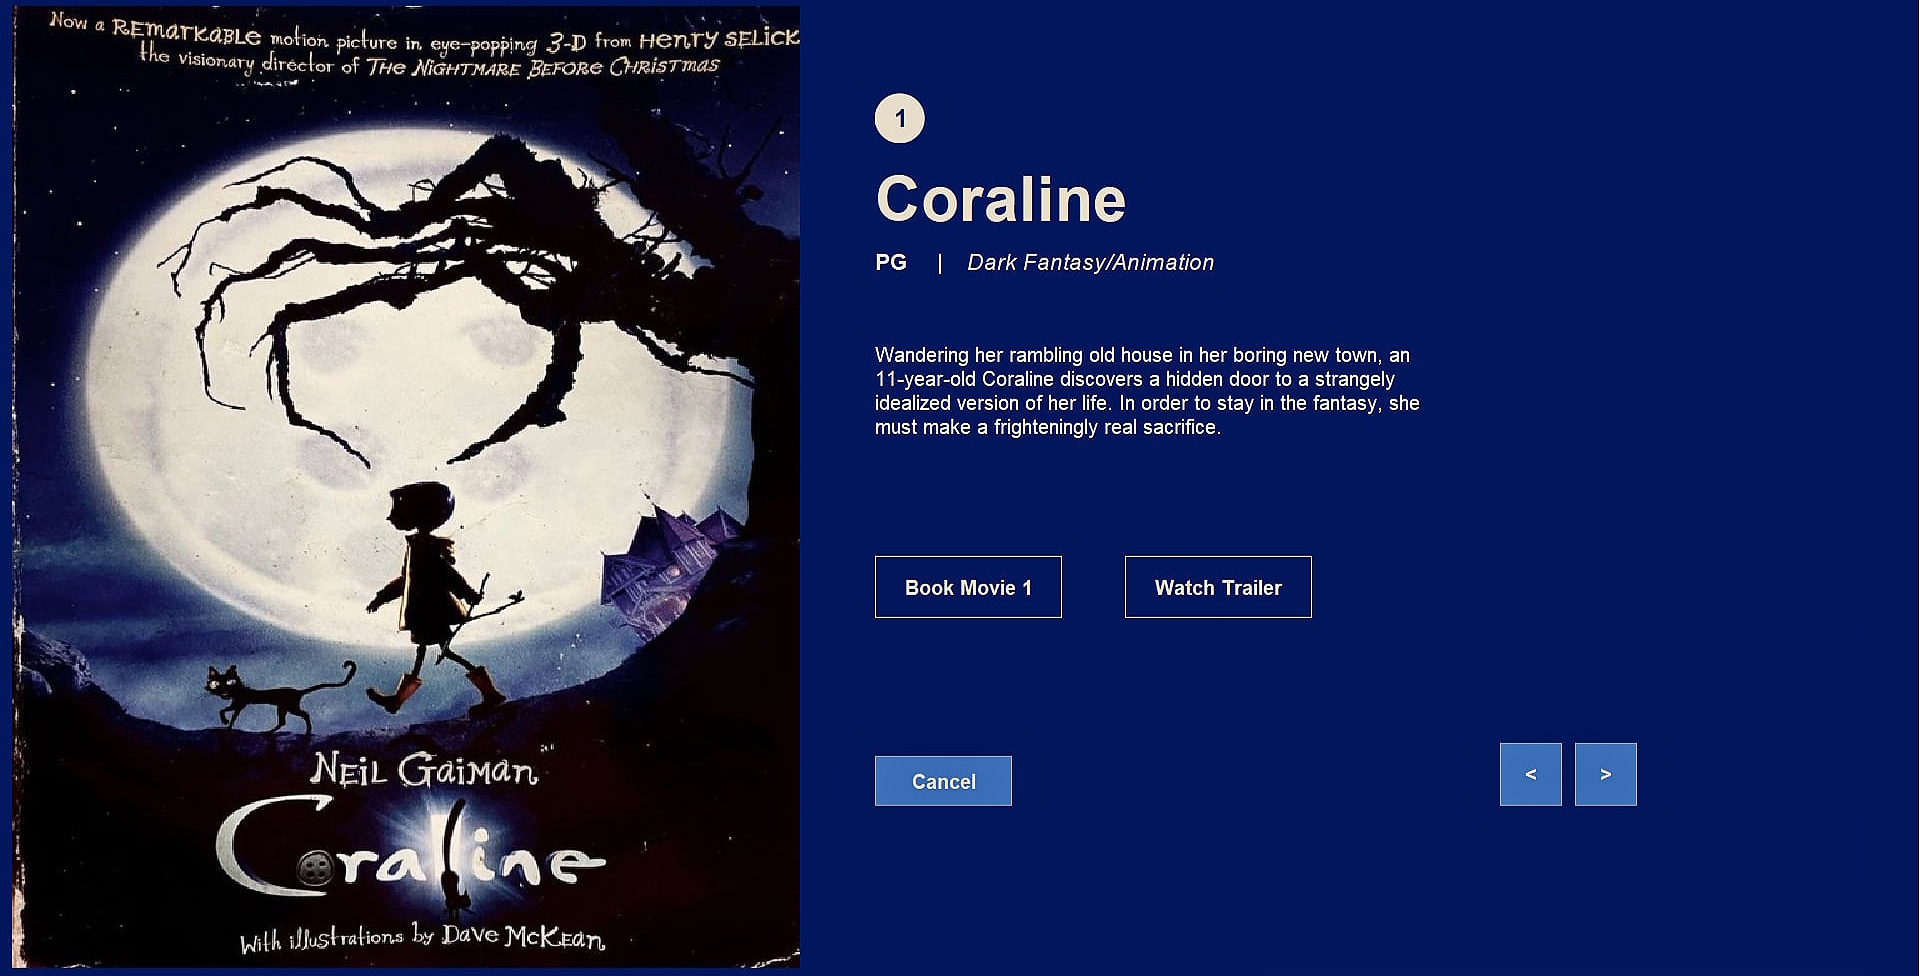 Now a REMARKABLE motion picture in eye-popping 3-D from HENRY SELICK
the visionary director of THE NIGHTMARE BEFORE CHRISTMAS
NEIL GAIMAN
Coraline
With illustrations by DAVE MCKEAN
1
Coraline
PG | Dark Fantasy/Animation
Wandering her rambling old house in her boring new town, an
11-year-old Coraline discovers a hidden door to a strangely
idealized version of her life. In order to stay in the fantasy, she
must make a frighteningly real sacrifice.
Book Movie 1 Watch Trailer
Cancel < >